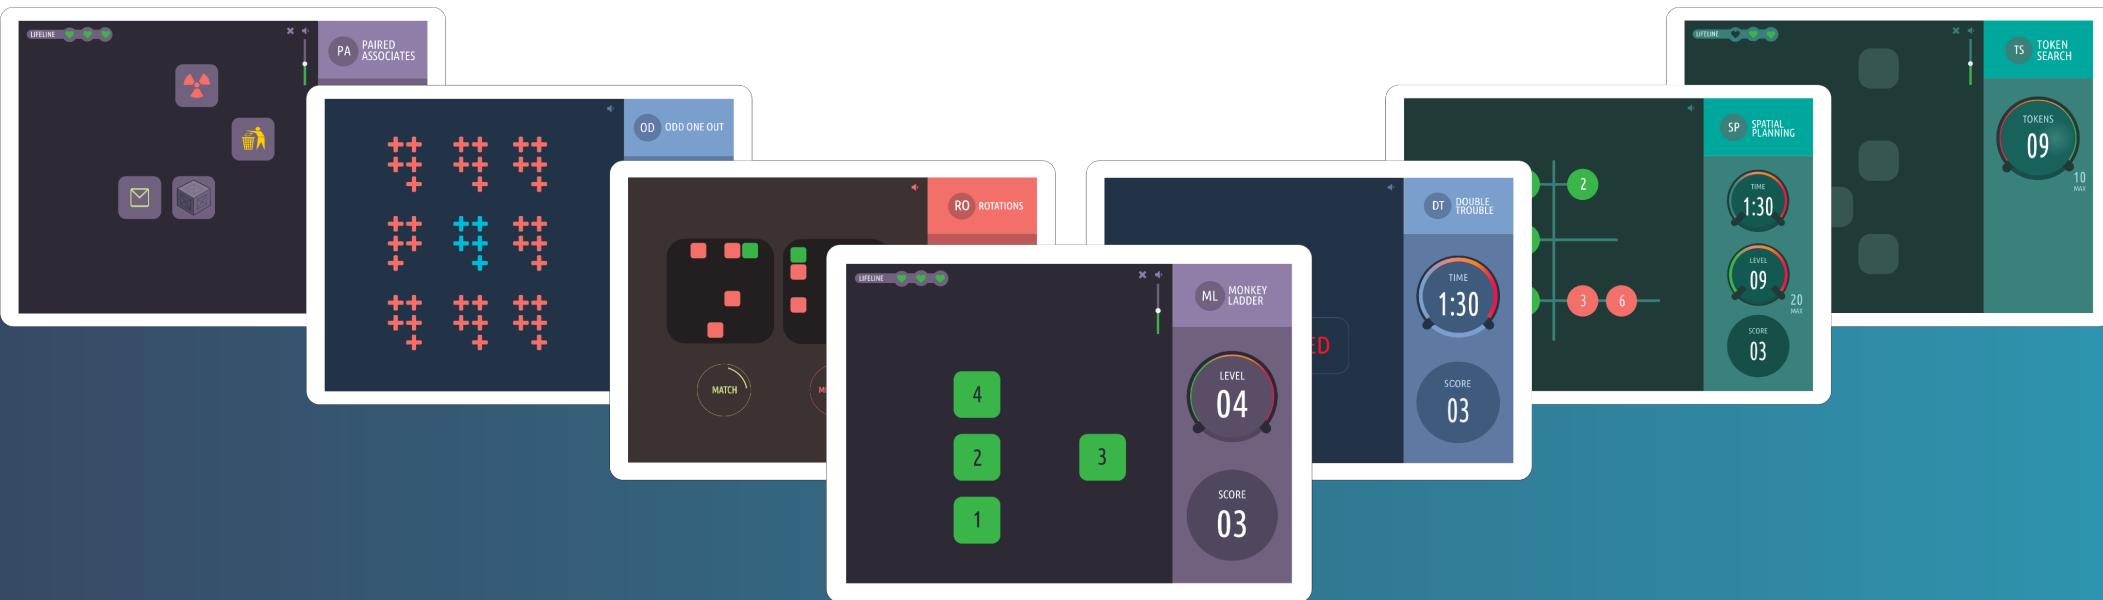 LIFELINE
PA
PAIRED
ASSOCIATES
OD
ODD ONE OUT
RO
ROTATIONS
MATCH
LIFELINE
4
2
3
1
ML
MONKEY
LADDER
LEVEL
04
SCORE
03
DT
DOUBLE
TROUBLE
TIME
1:30
SCORE
03
2
3
6
SP
SPATIAL
PLANNING
TIME
1:30
LEVEL
09
20
MAX
SCORE
03
LIFELINE
TS
TOKEN
SEARCH
TOKENS
09
10
MAX